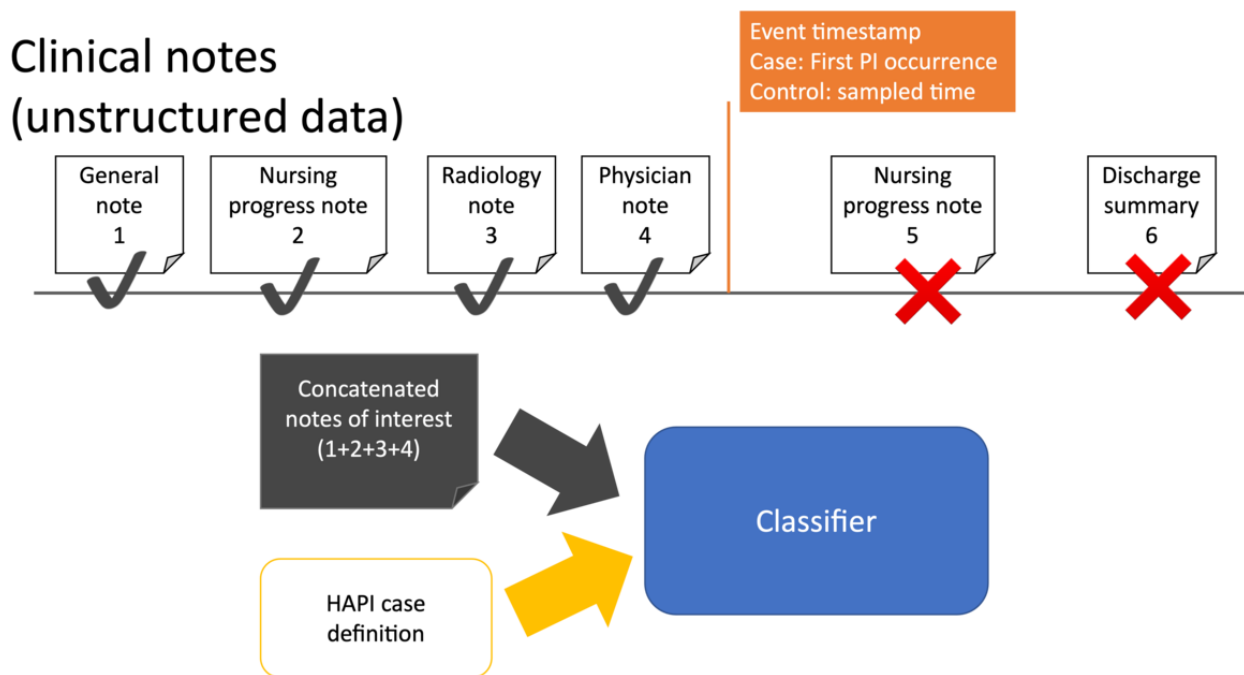 Clinical notes
(unstructured data)
Event timestamp
Case: First PI occurrence
Control: sampled time
General
note
1
Nursing
progress note
2
Radiology
note
3
Physician
note
4
Nursing
progress note
5
Discharge
summary
6
Concatenated
notes of interest
(1+2+3+4)
Classifier
HAPI case
definition